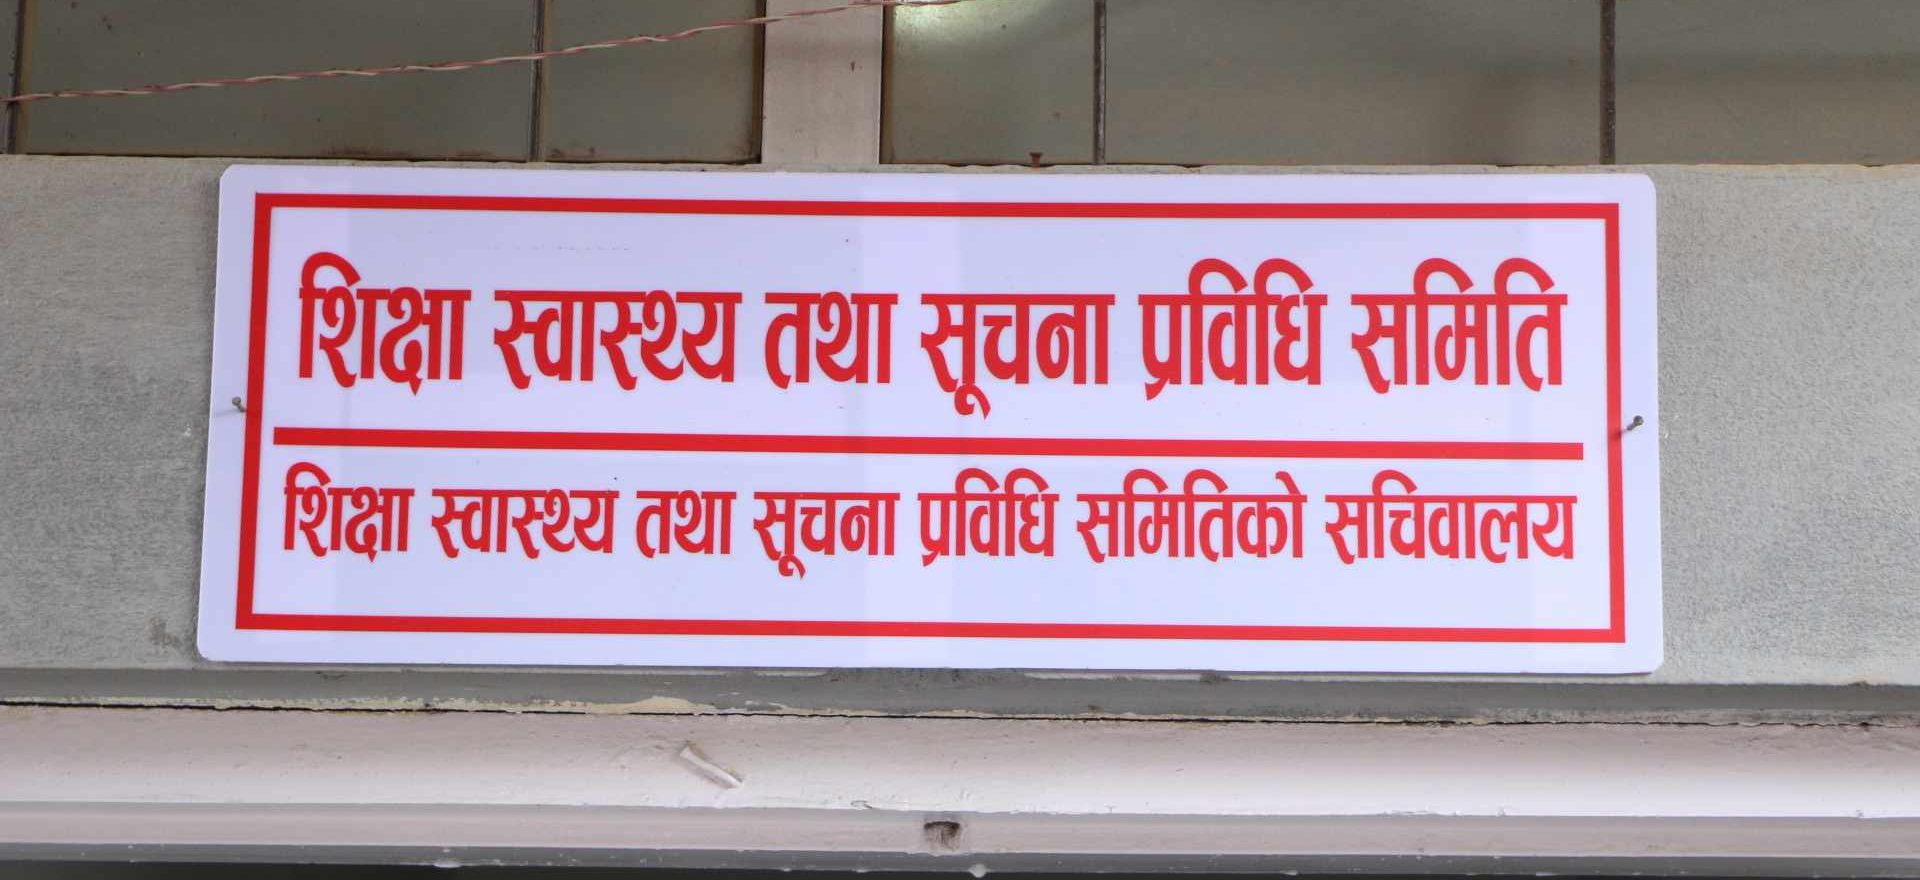 शिक्षा स्वास्थ्य तथा सूचना प्रविधि समिति
शिक्षा स्वास्थ्य तथा सूचना प्रविधि समितिको सचिवालय